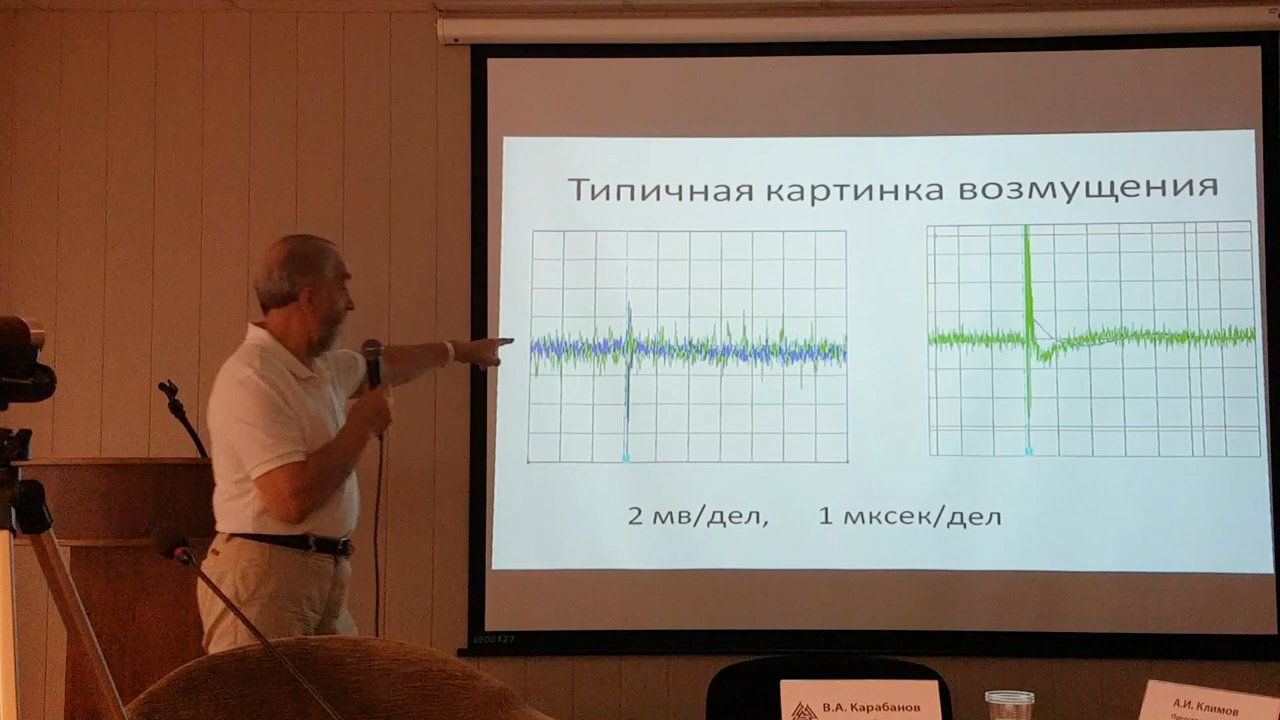 Типичная картинка возмущения
2 мв/дел, 1 мксек/дел
В.А. Карабанов
А.И. Климов